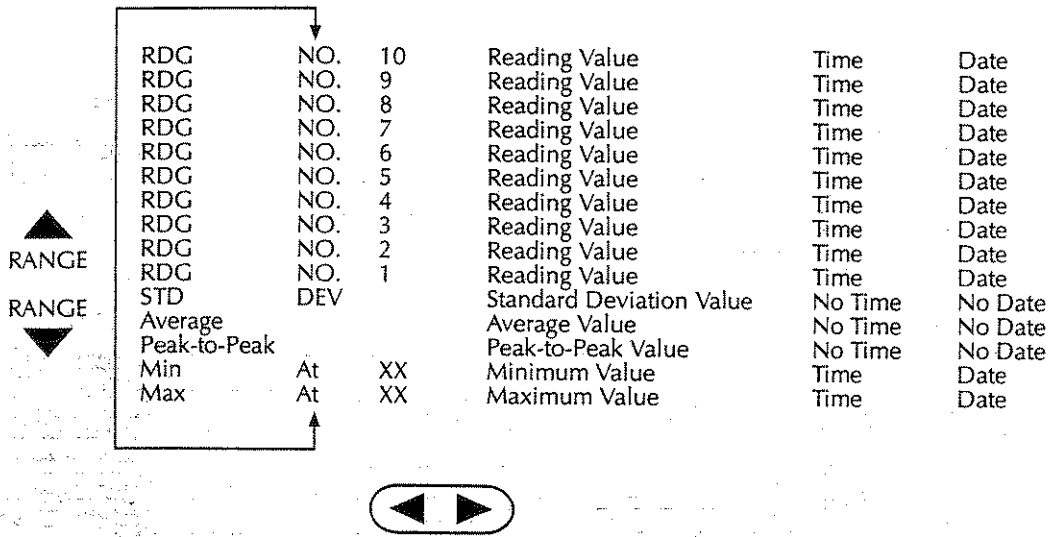 RDG NO. 10 Reading Value Time Date
RDG NO. 9 Reading Value Time Date
RDG NO. 8 Reading Value Time Date
RDG NO. 7 Reading Value Time Date
RDG NO. 6 Reading Value Time Date
RDG NO. 5 Reading Value Time Date
RDG NO. 4 Reading Value Time Date
RDG NO. 3 Reading Value Time Date
RDG NO. 2 Reading Value Time Date
RDG NO. 1 Reading Value Time Date
STD DEV Standard Deviation Value No Time No Date
Average Average Value No Time No Date
Peak-to-Peak Peak-to-Peak Value No Time No Date
Min At XX Minimum Value Time Date
Max At XX Maximum Value Time Date
RANGE
RANGE